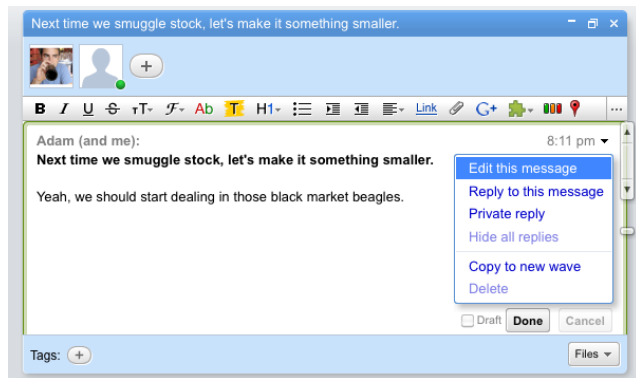 Next time we smuggle stock, let's make it something smaller.
B I U S TT F Ab T H1 Link G+ ...
Adam (and me): 8:11 pm
Next time we smuggle stock, let's make it something smaller.
Yeah, we should start dealing in those black market beagles.
Edit this message
Reply to this message
Private reply
Hide all replies
Copy to new wave
Delete
Draft Done Cancel
Tags: Files